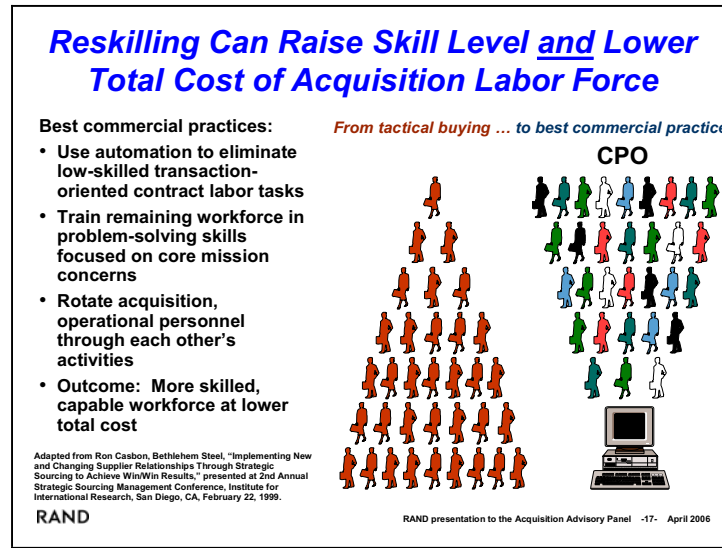 Reskilling Can Raise Skill Level and Lower
Total Cost of Acquisition Labor Force
Best commercial practices:
• Use automation to eliminate
low-skilled transaction-
oriented contract labor tasks
• Train remaining workforce in
problem-solving skills
focused on core mission
concerns
• Rotate acquisition,
operational personnel
through each other's
activities
• Outcome: More skilled,
capable workforce at lower
total cost
From tactical buying … to best commercial practice
CPO
Adapted from Ron Casbon, Bethlehem Steel, "Implementing New
and Changing Supplier Relationships Through Strategic
Sourcing to Achieve Win/Win Results," presented at 2nd Annual
Strategic Sourcing Management Conference, Institute for
International Research, San Diego, CA, February 22, 1999.
RAND
RAND presentation to the Acquisition Advisory Panel -17- April 2006